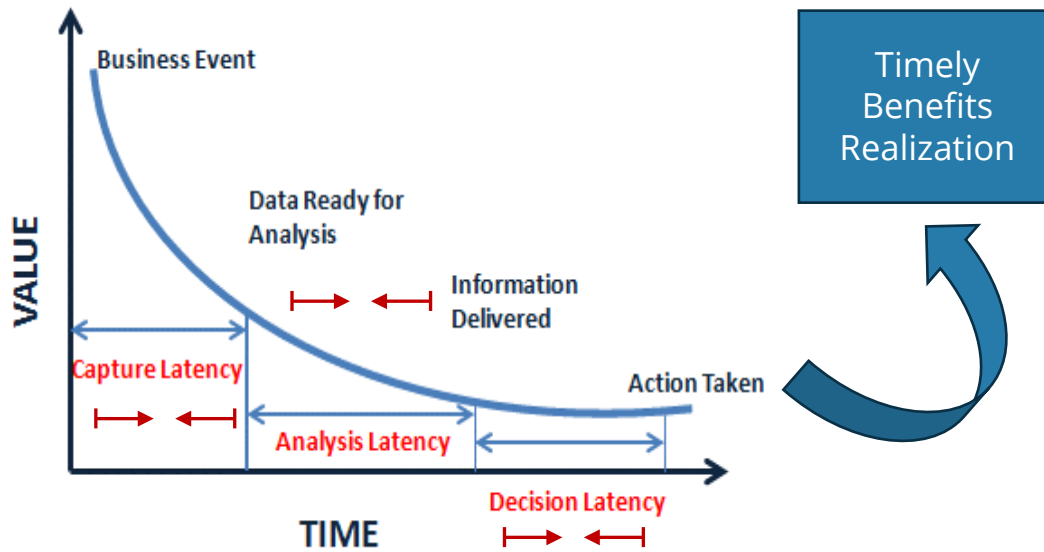 Business Event
Timely
Benefits
Realization
Data Ready for
Analysis
VALUE
Information
Delivered
Capture Latency
Action Taken
Analysis Latency
Decision Latency
TIME